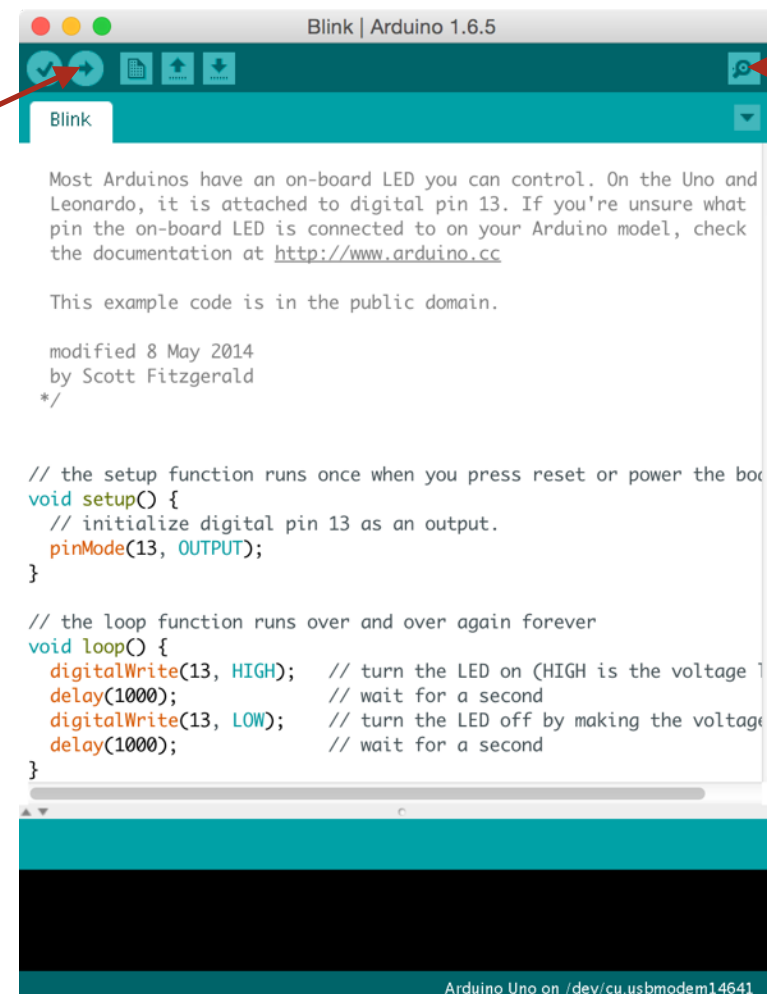 Blink | Arduino 1.6.5
Blink
Most Arduinos have an on-board LED you can control. On the Uno and
Leonardo, it is attached to digital pin 13. If you're unsure what
pin the on-board LED is connected to on your Arduino model, check
the documentation at http://www.arduino.cc
This example code is in the public domain.
modified 8 May 2014
by Scott Fitzgerald
*/
// the setup function runs once when you press reset or power the
void setup() {
// initialize digital pin 13 as an output.
pinMode(13, OUTPUT);
}
// the loop function runs over and over again forever
void loop() {
digitalWrite(13, HIGH); // turn the LED on (HIGH is the voltage
delay(1000); // wait for a second
digitalWrite(13, LOW); // turn the LED off by making the voltage
delay(1000); // wait for a second
}
Arduino Uno on /dev/cu.usbmodem14641